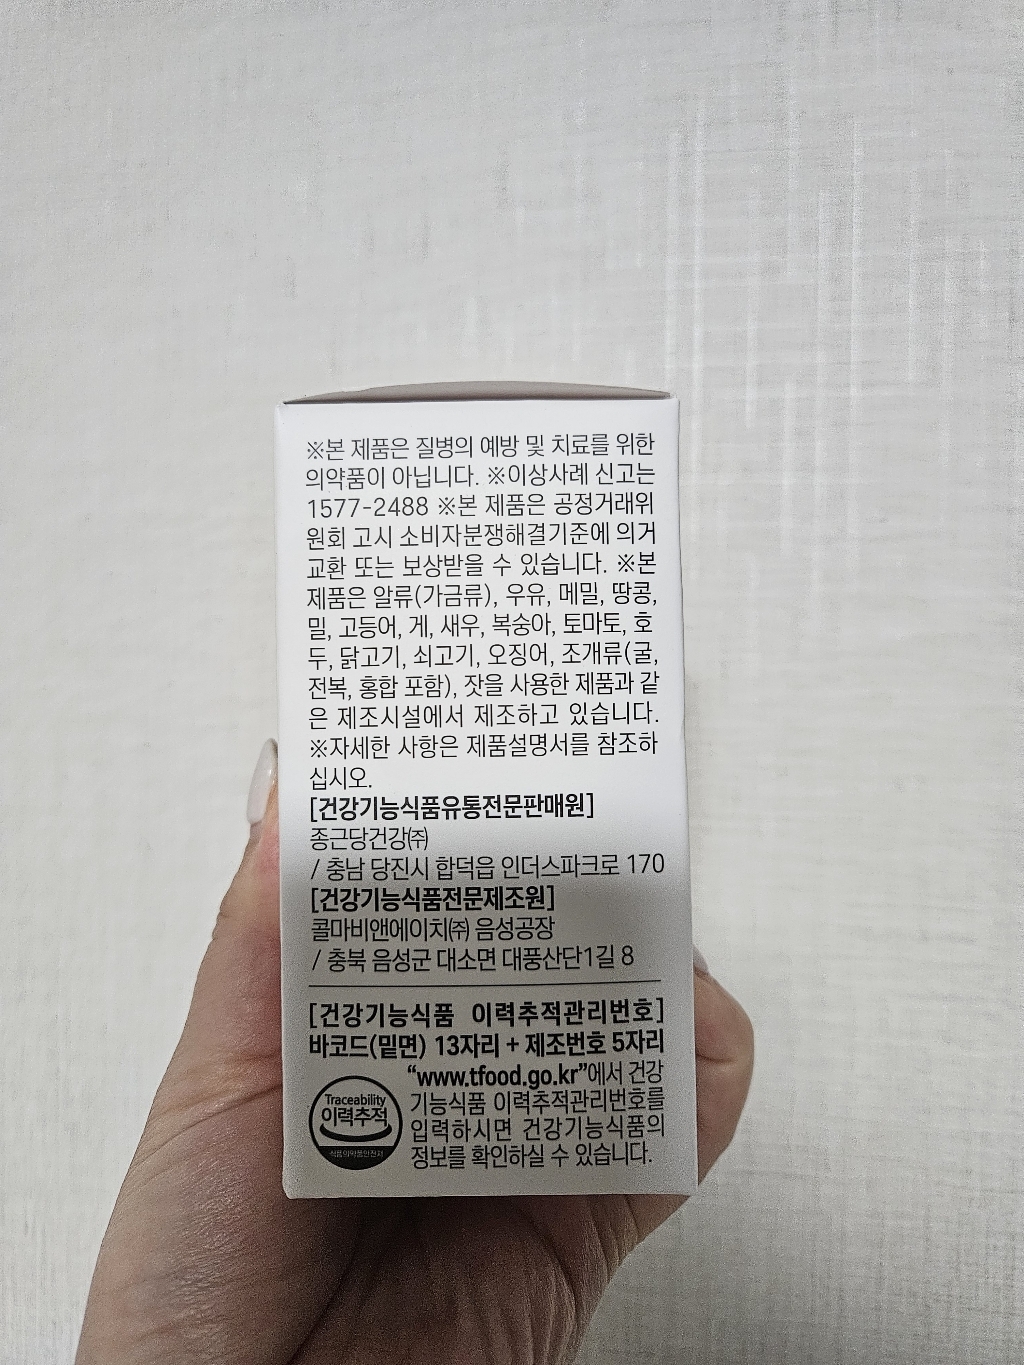 ※본 제품은 질병의 예방 및 치료를 위한
의약품이 아닙니다. ※이상사례 신고는
1577-2488 ※본 제품은 공정거래위
원회 고시 소비자분쟁해결기준에 의거
교환 또는 보상받을 수 있습니다. ※본
제품은 알류(가금류), 우유, 메밀, 땅콩,
밀, 고등어, 게, 새우, 복숭아, 토마토, 호
두, 닭고기, 쇠고기, 오징어, 조개류(굴,
전복, 홍합 포함), 잣을 사용한 제품과 같
은 제조시설에서 제조하고 있습니다.
※자세한 사항은 제품설명서를 참조하
십시오.
[건강기능식품유통전문판매원]
종근당건강㈜
/ 충남 당진시 합덕읍 인더스파크로 170
[건강기능식품전문제조원]
콜마비앤에이치㈜ 음성공장
/ 충북 음성군 대소면 대풍산단1길 8
[건강기능식품 이력추적관리번호]
바코드(밑면) 13자리 + 제조번호 5자리
“www.tfood.go.kr”에서 건강
기능식품 이력추적관리번호를
입력하시면 건강기능식품의
정보를 확인하실 수 있습니다.
Traceability
이력추적
식품의약품안전처